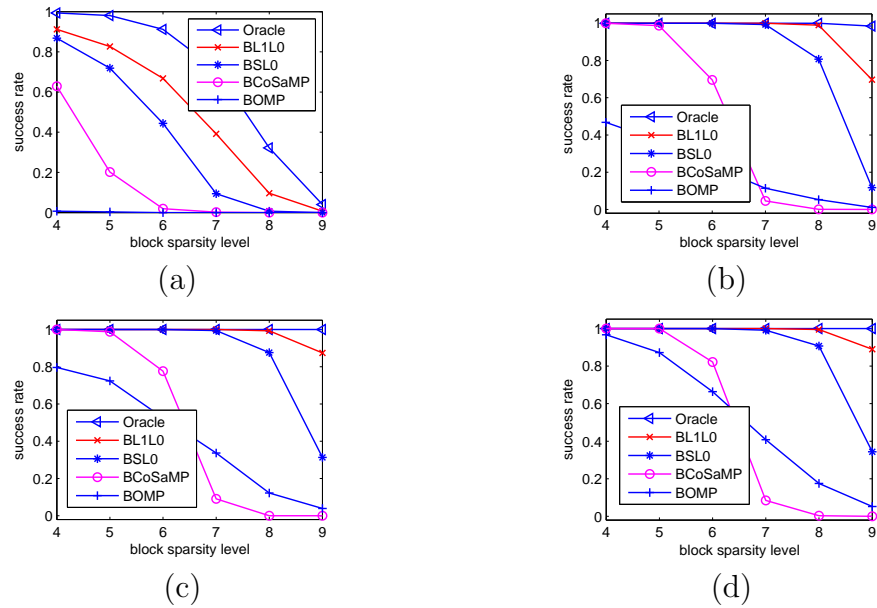 success rate
1
0.8
0.6
0.4
0.2
0
4 5 6 7 8 9
block sparsity level
Oracle
BL1L0
BSL0
BCoSaMP
BOMP
(a)
success rate
1
0.8
0.6
0.4
0.2
0
4 5 6 7 8 9
block sparsity level
Oracle
BL1L0
BSL0
BCoSaMP
BOMP
(b)
success rate
1
0.8
0.6
0.4
0.2
0
4 5 6 7 8 9
block sparsity level
Oracle
BL1L0
BSL0
BCoSaMP
BOMP
(c)
success rate
1
0.8
0.6
0.4
0.2
0
4 5 6 7 8 9
block sparsity level
Oracle
BL1L0
BSL0
BCoSaMP
BOMP
(d)